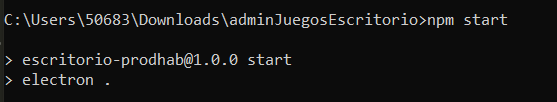 C:\Users\50683\Downloads\adminJuegosEscritorio>npm start
> escritorio-prodhab@1.0.0 start
> electron .